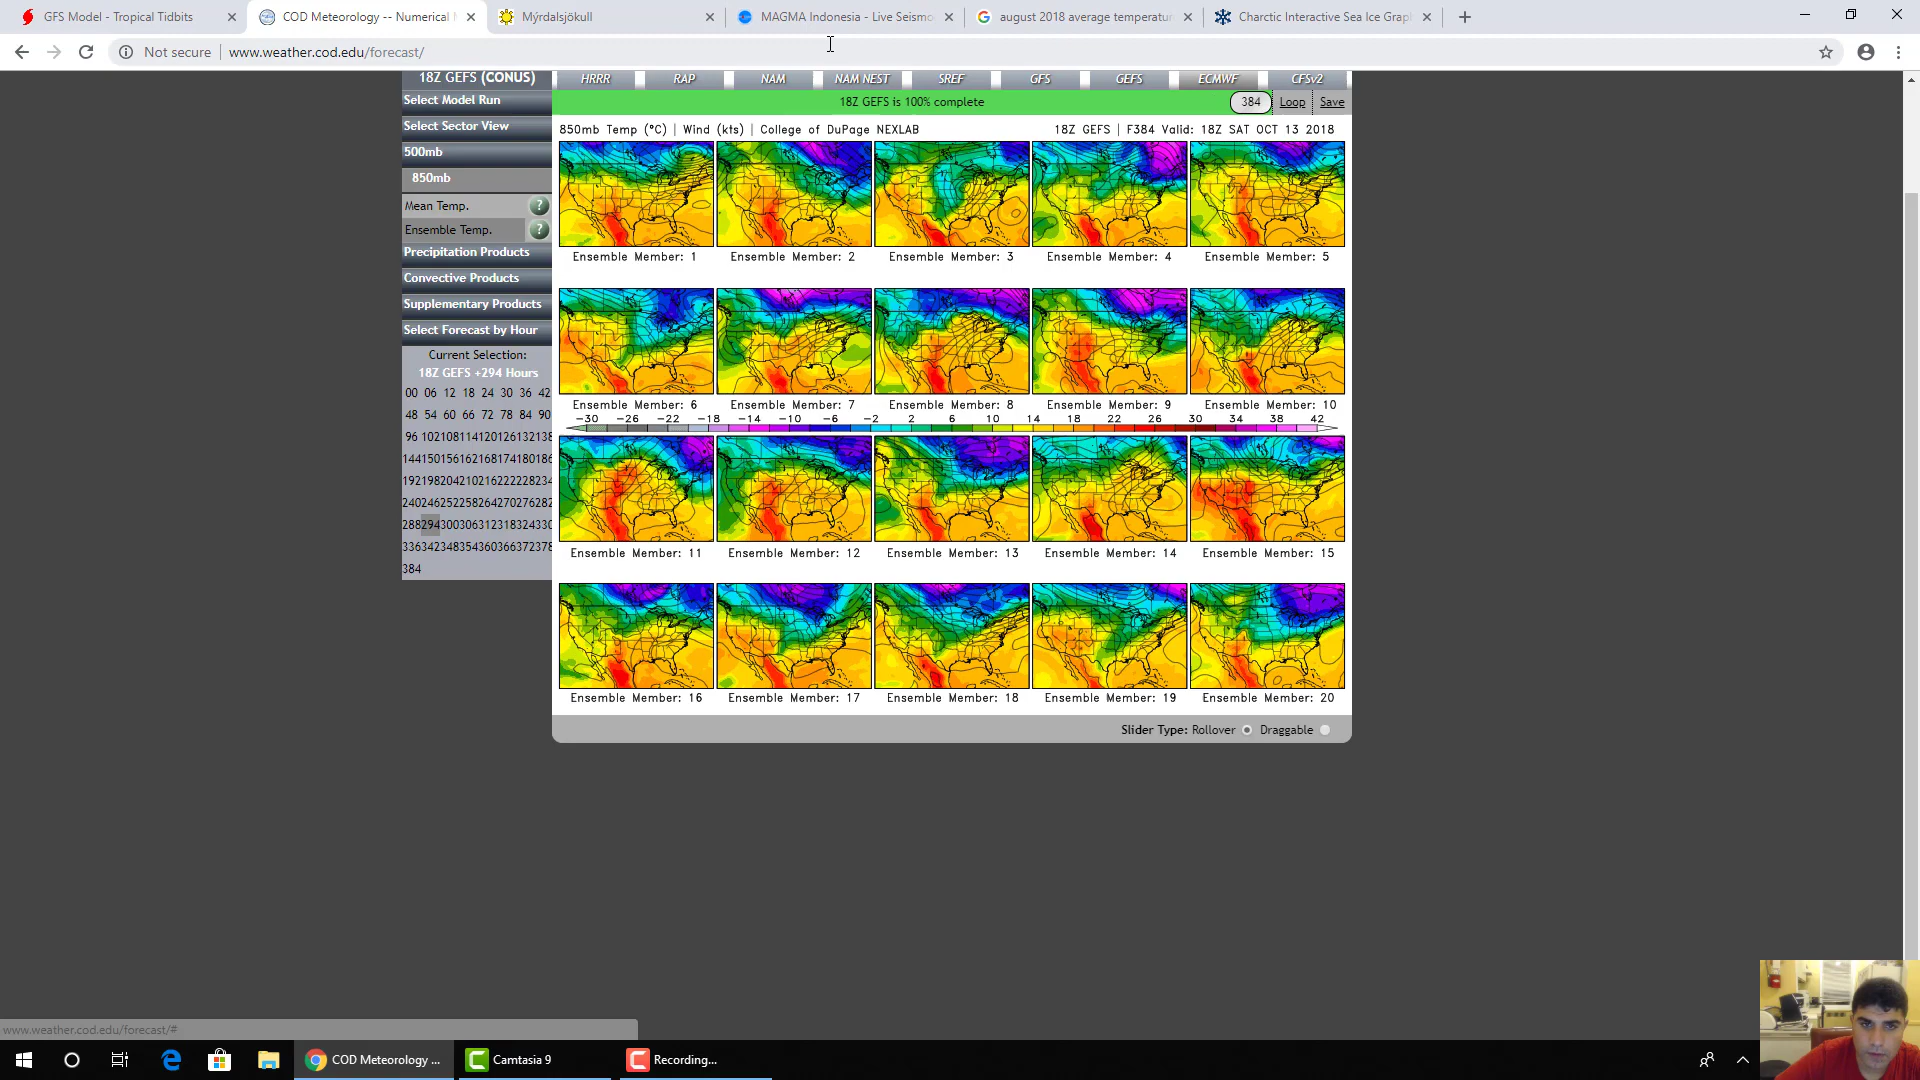 GFS Model - Tropical Tidbits
COD Meteorology -- Numerical M
Mýrdalsjökull
MAGMA Indonesia - Live Seismo
august 2018 average temperatur
Charctic Interactive Sea Ice Grap
Not secure
www.weather.cod.edu/forecast/
18Z GEFS (CONUS)
HRRR
RAP
NAM
NAM NEST
SREF
GFS
GEFS
ECMWF
CFSv2
Select Model Run
18Z GEFS is 100% complete
384
Loop
Save
Select Sector View
850mb Temp (°C) | Wind (kts) | College of DuPage NEXLAB
18Z GEFS | F384 Valid: 18Z SAT OCT 13 2018
500mb
850mb
Mean Temp. ?
Ensemble Temp. ?
Precipitation Products
Convective Products
Supplementary Products
Select Forecast by Hour
Current Selection:
18Z GEFS +294 Hours
00 06 12 18 24 30 36 42
48 54 60 66 72 78 84 90
96 102108114120126132138
144150156162168174180186
192198204210216222228234
240246252258264270276282
288294300306312318324330
336342348354360366372378
384
Ensemble Member: 1
Ensemble Member: 2
Ensemble Member: 3
Ensemble Member: 4
Ensemble Member: 5
Ensemble Member: 6
Ensemble Member: 7
Ensemble Member: 8
Ensemble Member: 9
Ensemble Member: 10
-30 -26 -22 -18 -14 -10 -6 -2 2 6 10 14 18 22 26 30 34 38 42
Ensemble Member: 11
Ensemble Member: 12
Ensemble Member: 13
Ensemble Member: 14
Ensemble Member: 15
Ensemble Member: 16
Ensemble Member: 17
Ensemble Member: 18
Ensemble Member: 19
Ensemble Member: 20
Slider Type: Rollover Draggable
www.weather.cod.edu/forecast/#
COD Meteorology ...
Camtasia 9
Recording...